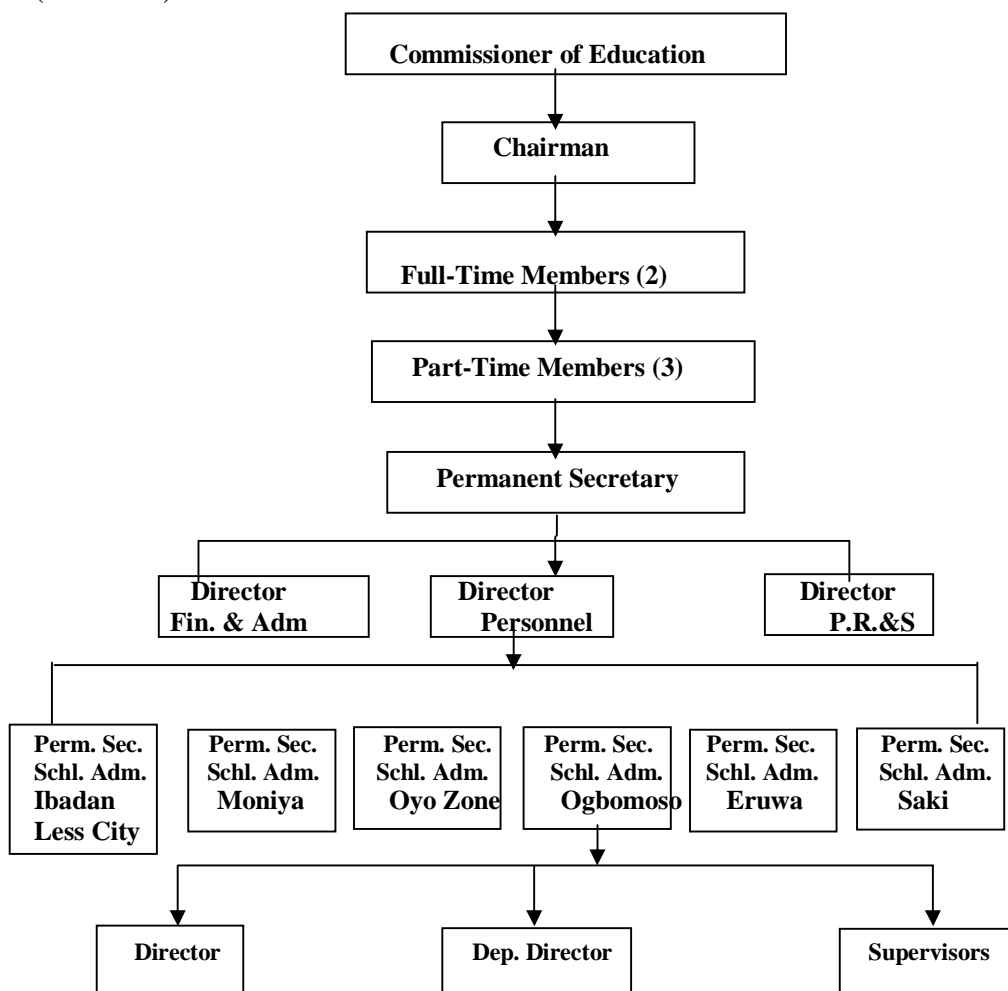 Commissioner of Education
Chairman
Full-Time Members (2)
Part-Time Members (3)
Permanent Secretary
Director
Fin. & Adm
Director
Personnel
Director
P.R.&S
Perm. Sec.
Schl. Adm.
Ibadan
Less City
Perm. Sec.
Schl. Adm.
Moniya
Perm. Sec.
Schl. Adm.
Oyo Zone
Perm. Sec.
Schl. Adm.
Ogbomoso
Perm. Sec.
Schl. Adm.
Eruwa
Perm. Sec.
Schl. Adm.
Saki
Director
Dep. Director
Supervisors